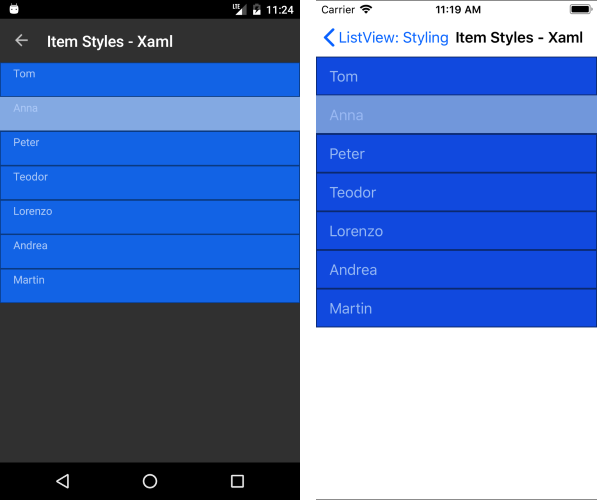 LTE 11:24
Item Styles - Xaml
Tom
Anna
Peter
Teodor
Lorenzo
Andrea
Martin
Carrier 11:19 AM
ListView: Styling Item Styles - Xaml
Tom
Anna
Peter
Teodor
Lorenzo
Andrea
Martin